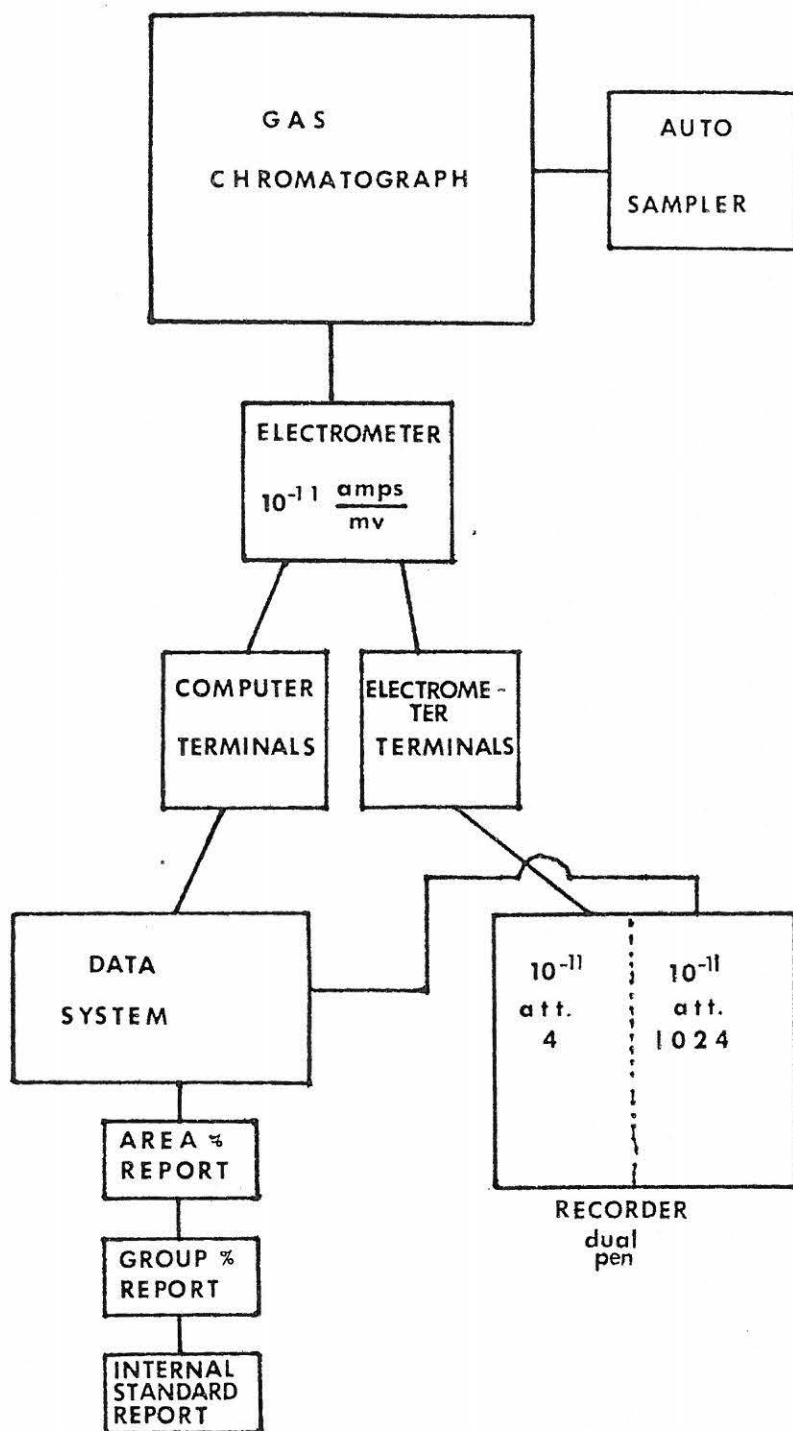 GAS
CHROMATOGRAPH
AUTO
SAMPLER
ELECTROMETER
10⁻¹¹ amps
mv
COMPUTER
TERMINALS
ELECTROME-
TER
TERMINALS
DATA
SYSTEM
10⁻¹¹
att.
4
10⁻¹¹
att.
1024
RECORDER
dual
pen
AREA %
REPORT
GROUP %
REPORT
INTERNAL
STANDARD
REPORT